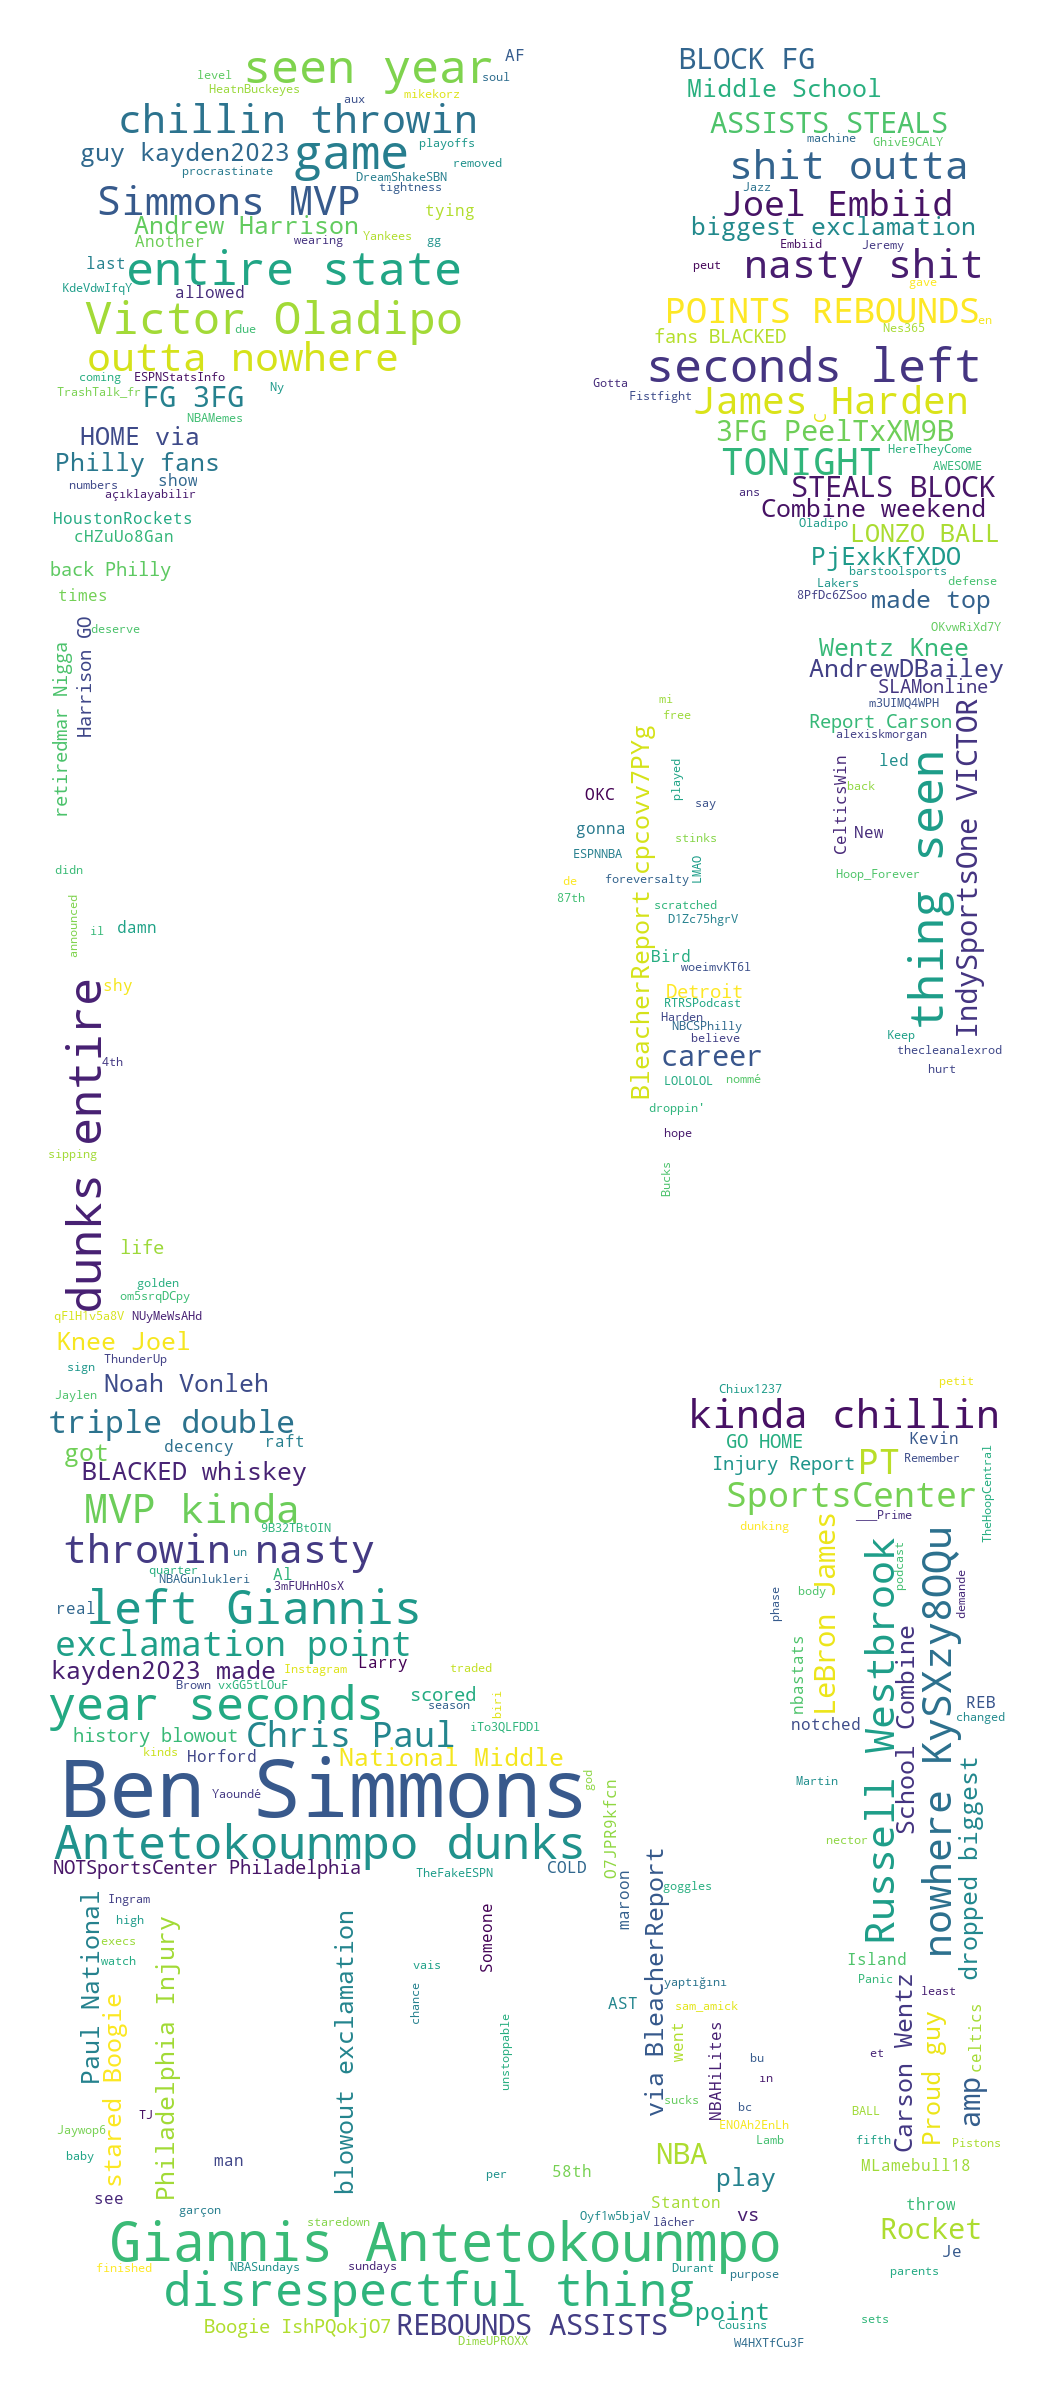 seen year
AF
level
soul
HeatnBuckeyes
aux
mikekorz
chillin throwin
guy kayden2023
game
playoffs
procrastinate
removed
DreamShakeSBN
tightness
Simmons MVP
tying
Andrew Harrison
Another
wearing
Yankees
gg
last
entire state
KdeVdwIfqY
allowed
Victor Oladipo
due
outta nowhere
coming
ESPNStatsInfo
TrashTalk_fr
FG 3FG
Ny
NBAMemes
HOME via
Philly fans
numbers
show
açıklayabilir
HoustonRockets
cHZuUo8Gan
back Philly
times
deserve
Harrison GO
retiredmar Nigga
BLOCK FG
Middle School
ASSISTS STEALS
machine
GhivE9CALY
shit outta
Jazz
Joel Embiid
biggest exclamation
Embiid
Jeremy
peut
nasty shit
gave
POINTS REBOUNDS
en
Nes365
fans BLACKED
seconds left
Gotta
Fistfight
James Harden
C
3FG PeelTxXM9B
TONIGHT
HereTheyCome
AWESOME
STEALS BLOCK
ans
Combine weekend
Oladipo
LONZO BALL
PjExkKfXDO
barstoolsports
Lakers
defense
8PfDc6ZSoo
made top
OKvwRiXd7Y
Wentz Knee
AndrewDBailey
SLAMonline
m3UIMQ4WPH
Report Carson
alexiskmorgan
IndySportsOne VICTOR
thing seen
CelticsWin
led
back
New
Hoop_Forever
Keep
thecleanalexrod
hurt
mi
free
BleacherReport cpcovv7PYg
played
OKC
say
gonna
stinks
ESPNNBA
LMAO
de
foreversalty
87th
scratched
D1Zc75hgrV
Bird
woeimvKT6l
Detroit
RTRSPodcast
Harden
NBCSPhilly
believe
career
LOLOLOL
nommé
droppin'
hope
Bucks
didn
announced
il
damn
shy
dunks entire
4th
sipping
life
golden
om5srqDCpy
qFlH1v5a8V
NUyMeWsAHd
Knee Joel
ThunderUp
sign
Noah Vonleh
Jaylen
triple double
got
decency
raft
BLACKED whiskey
MVP kinda
9B32TBtOIN
throwin
un
nasty
quarter
NBAGunlukleri
Al
3mFUHnHOsX
real
left Giannis
exclamation point
kayden2023 made
Instagram
Larry
traded
Brown
vxGG5tLOuF
year seconds
scored
season
biri
history blowout
Chris Paul
iTo3QLFDDl
kinds
Horford
National Middle
Ben Simmons
Yaoundé
god
Antetokounmpo dunks
NOTSportsCenter Philadelphia
TheFakeESPN
COLD
O7JPR9kfcn
Chiux1237
petit
kinda chillin
GO HOME
Kevin
Injury Report
PT
Remember
TheHoopCentral
SportsCenter
dunking
___Prime
LeBron James
Russell Westbrook
podcast
nowhere KySXzy8OQu
demande
phase
body
nbastats
School Combine
REB
changed
notched
Martin
dropped biggest
nector
Ingram
high
execs
watch
Paul National
stared Boogie
Philadelphia Injury
blowout exclamation
vais
chance
Someone
unstoppable
maroon
via BleacherReport
goggles
yaptığını
AST
sam_amick
went
NBAHiLites
bu
ın
sucks
bc
ENOAh2EnLh
Lamb
Island
Panic
least
Carson Wentz
Proud guy
celtics
et
amp
BALL
fifth
Pistons
MLamebull18
TJ
Jaywop6
baby
man
see
per
58th
NBA
play
garçon
staredown
Oyf1w5bjaV
Stanton
lâcher
vs
throw
Rocket
Je
Giannis Antetokounmpo
finished
NBASundays
sundays
Durant
purpose
parents
disrespectful thing
Boogie IshPQokjO7
REBOUNDS ASSISTS
point
Cousins
sets
DimeUPROXX
W4HXTfCu3F